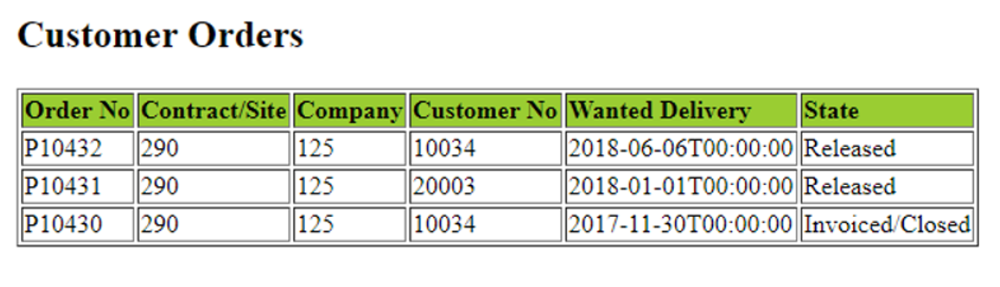 Customer Orders
Order No Contract/Site Company Customer No Wanted Delivery State
P10432 290 125 10034 2018-06-06T00:00:00 Released
P10431 290 125 20003 2018-01-01T00:00:00 Released
P10430 290 125 10034 2017-11-30T00:00:00 Invoiced/Closed